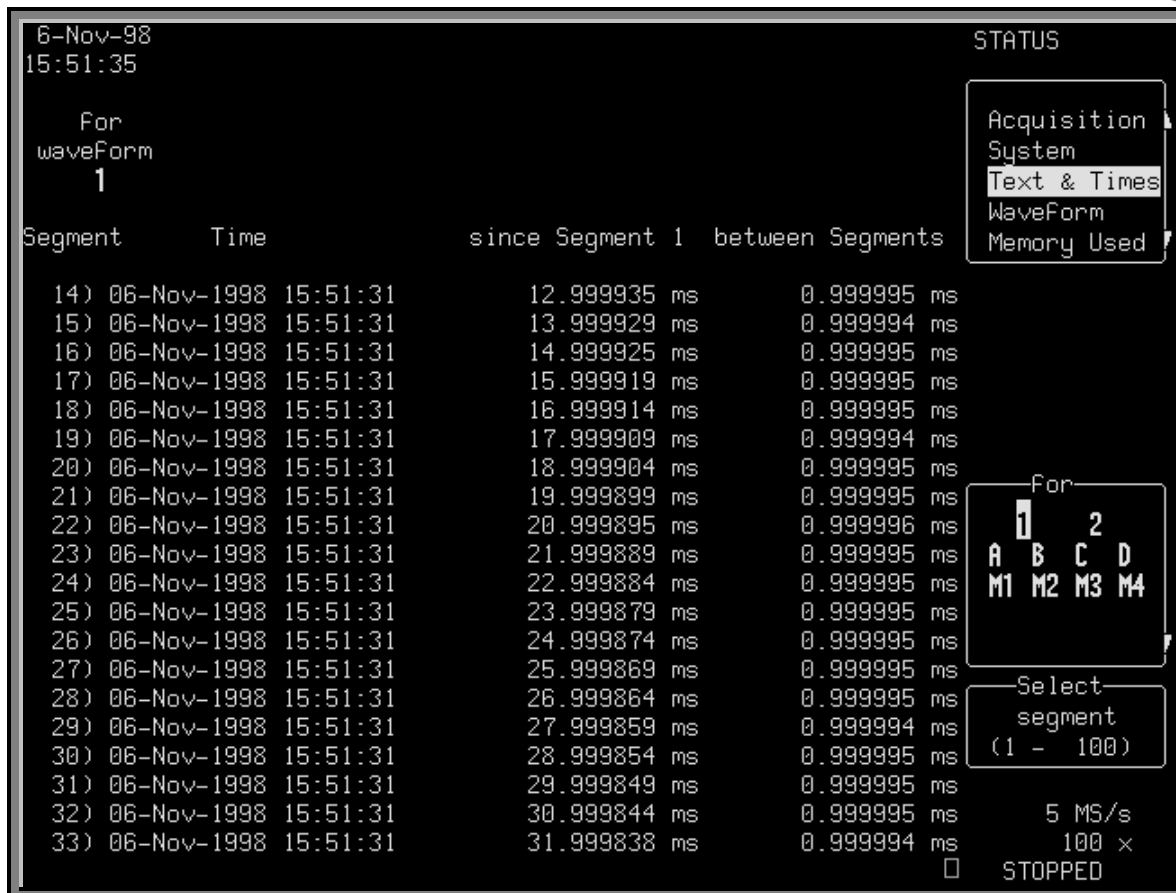 6-Nov-98
15:51:35
For
waveForm
1
Segment Time since Segment 1 between Segments
14) 06-Nov-1998 15:51:31 12.999935 ms 0.999995 ms
15) 06-Nov-1998 15:51:31 13.999929 ms 0.999994 ms
16) 06-Nov-1998 15:51:31 14.999925 ms 0.999995 ms
17) 06-Nov-1998 15:51:31 15.999919 ms 0.999995 ms
18) 06-Nov-1998 15:51:31 16.999914 ms 0.999995 ms
19) 06-Nov-1998 15:51:31 17.999909 ms 0.999994 ms
20) 06-Nov-1998 15:51:31 18.999904 ms 0.999995 ms
21) 06-Nov-1998 15:51:31 19.999899 ms 0.999995 ms
22) 06-Nov-1998 15:51:31 20.999895 ms 0.999996 ms
23) 06-Nov-1998 15:51:31 21.999889 ms 0.999995 ms
24) 06-Nov-1998 15:51:31 22.999884 ms 0.999995 ms
25) 06-Nov-1998 15:51:31 23.999879 ms 0.999995 ms
26) 06-Nov-1998 15:51:31 24.999874 ms 0.999995 ms
27) 06-Nov-1998 15:51:31 25.999869 ms 0.999995 ms
28) 06-Nov-1998 15:51:31 26.999864 ms 0.999995 ms
29) 06-Nov-1998 15:51:31 27.999859 ms 0.999994 ms
30) 06-Nov-1998 15:51:31 28.999854 ms 0.999995 ms
31) 06-Nov-1998 15:51:31 29.999849 ms 0.999995 ms
32) 06-Nov-1998 15:51:31 30.999844 ms 0.999995 ms
33) 06-Nov-1998 15:51:31 31.999838 ms 0.999994 ms
STATUS
Acquisition
System
Text & Times
WaveForm
Memory Used
For
1 2
A B C D
M1 M2 M3 M4
Select
segment
(1 - 100)
5 MS/s
100 ×
STOPPED